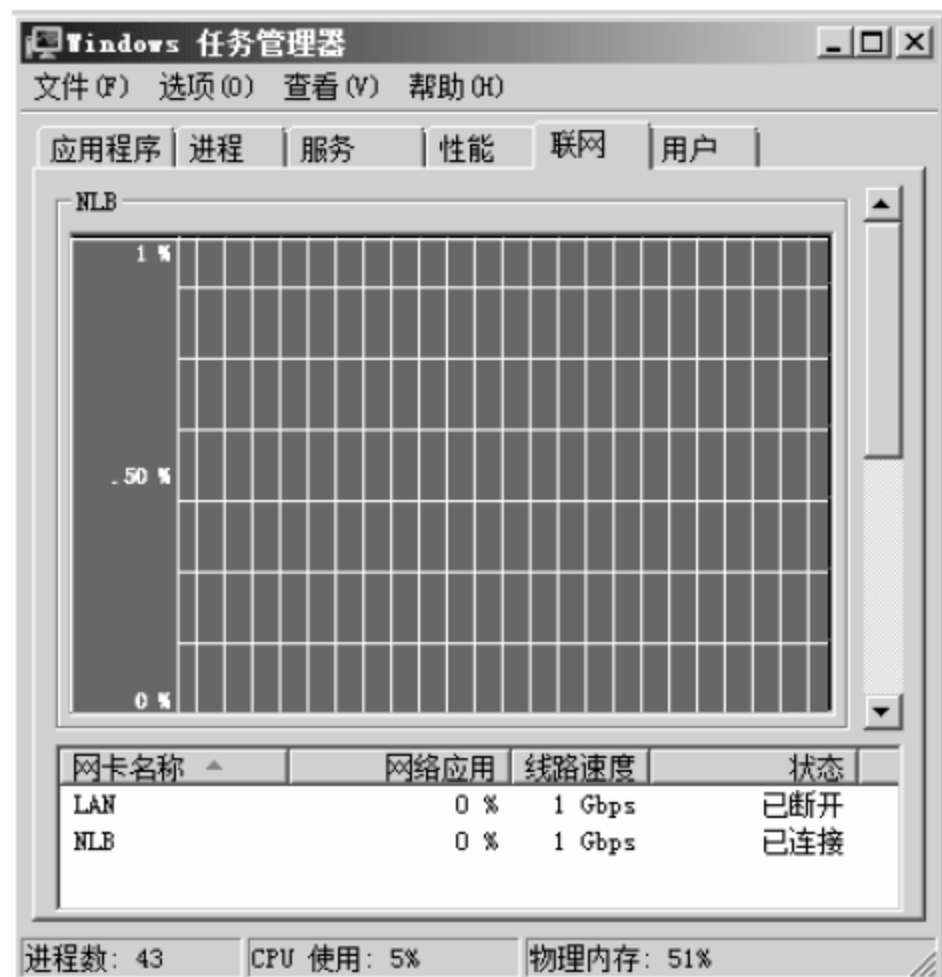 Windows 任务管理器
文件(F) 选项(O) 查看(V) 帮助(H)
应用程序 进程 服务 性能 联网 用户
NLB
1 %
.50 %
0 %
网卡名称 网络应用 线路速度 状态
LAN 0 % 1 Gbps 已断开
NLB 0 % 1 Gbps 已连接
进程数: 43 CPU 使用: 5% 物理内存: 51%